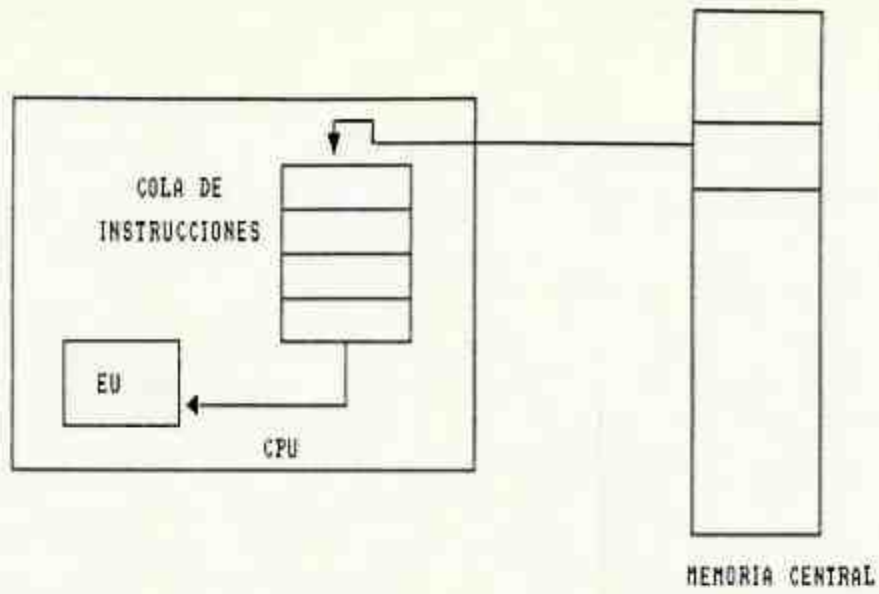 COLA DE
INSTRUCCIONES
EU
CPU
MEMORIA CENTRAL